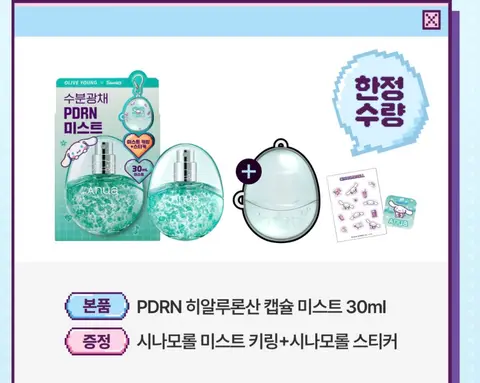 한정
수량
OLIVE YOUNG × Sanrio
수분광채
PDRN
미스트
미스트 키링
+스티커
30mL
ANUA
ANUA
본품 PDRN 히알루론산 캡슐 미스트 30ml
증정 시나모롤 미스트 키링+시나모롤 스티커